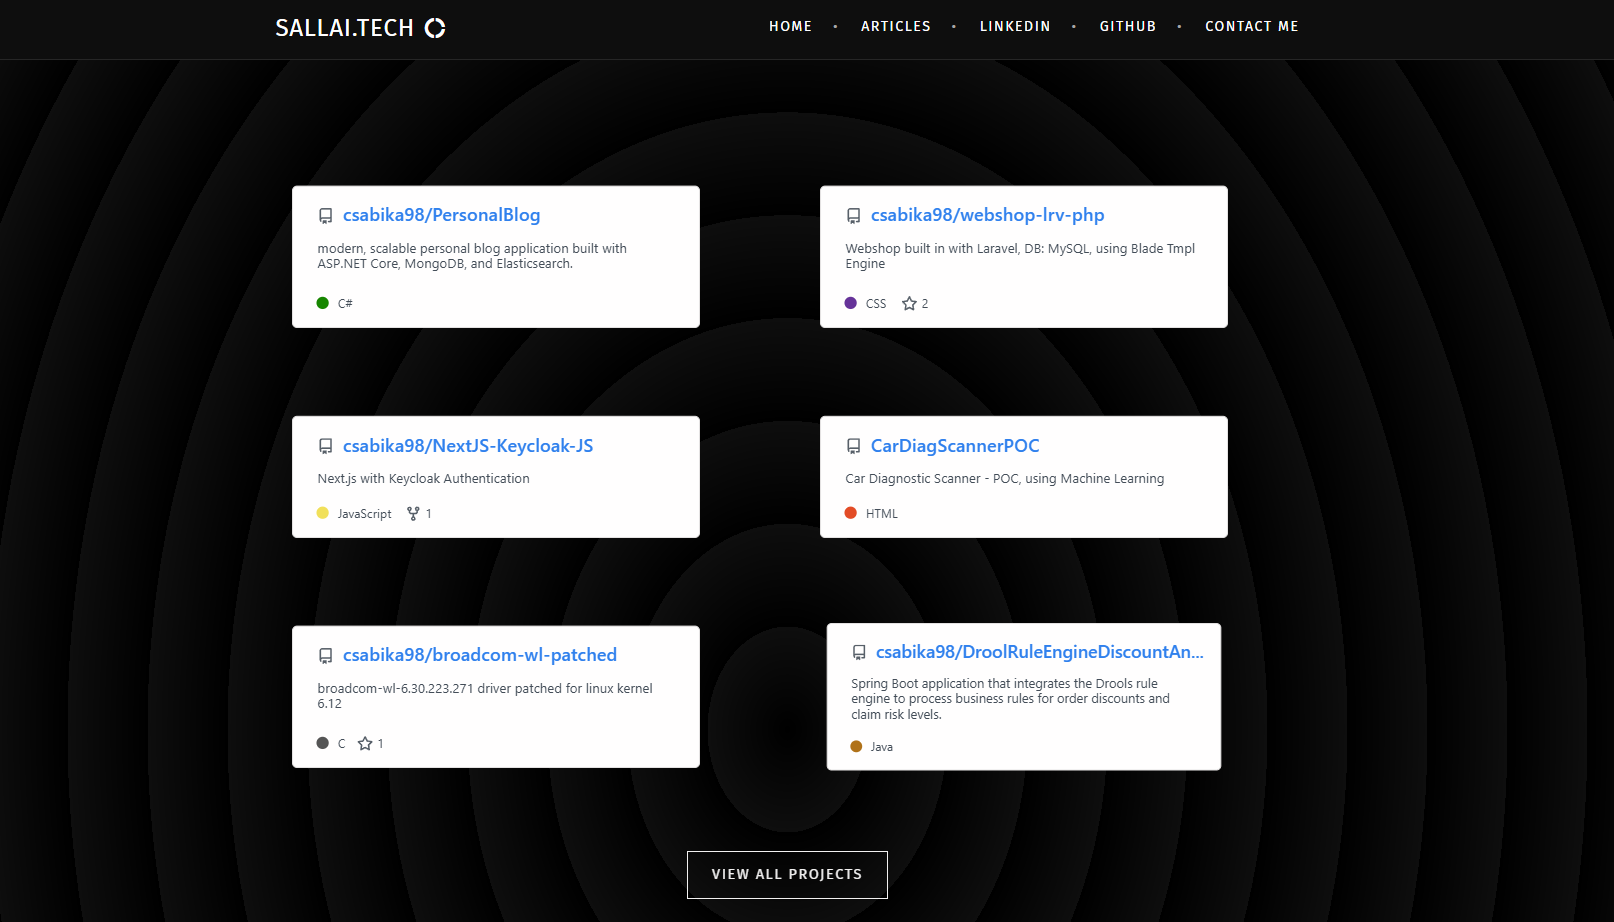 SALLAI.TECH
HOME • ARTICLES • LINKEDIN • GITHUB • CONTACT ME
csabika98/PersonalBlog
modern, scalable personal blog application built with
ASP.NET Core, MongoDB, and Elasticsearch.
C#
csabika98/webshop-lrv-php
Webshop built in with Laravel, DB: MySQL, using Blade Tmpl
Engine
CSS 2
csabika98/NextJS-Keycloak-JS
Next.js with Keycloak Authentication
JavaScript 1
CarDiagScannerPOC
Car Diagnostic Scanner - POC, using Machine Learning
HTML
csabika98/broadcom-wl-patched
broadcom-wl-6.30.223.271 driver patched for linux kernel
6.12
C 1
csabika98/DroolRuleEngineDiscountAn...
Spring Boot application that integrates the Drools rule
engine to process business rules for order discounts and
claim risk levels.
Java
VIEW ALL PROJECTS